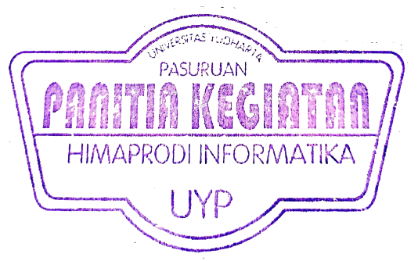 UNIVERSITAS YUDHARTA
PASURUAN
PANITIA KEGIATAN
HIMAPRODI INFORMATIKA
UYP